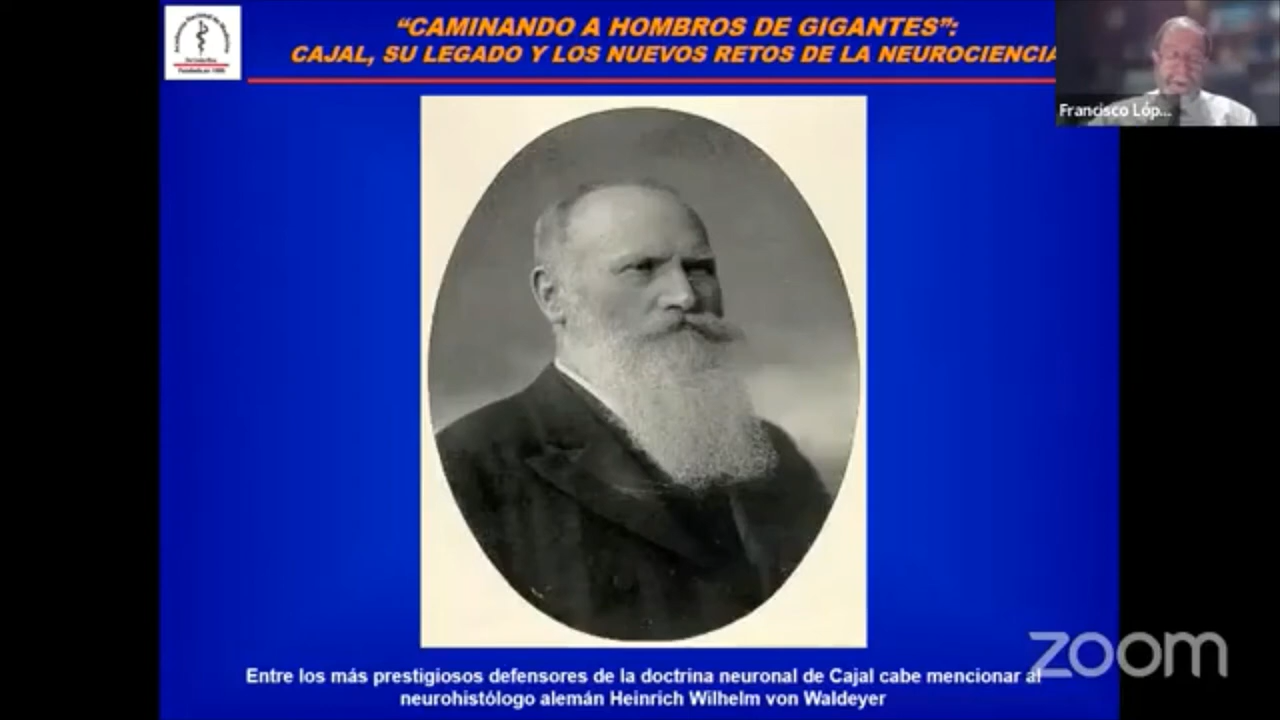 “CAMINANDO A HOMBROS DE GIGANTES”:
CAJAL, SU LEGADO Y LOS NUEVOS RETOS DE LA NEUROCIENCIA
Francisco Lóp...
zoom
Entre los más prestigiosos defensores de la doctrina neuronal de Cajal cabe mencionar al
neurohistólogo alemán Heinrich Wilhelm von Waldeyer